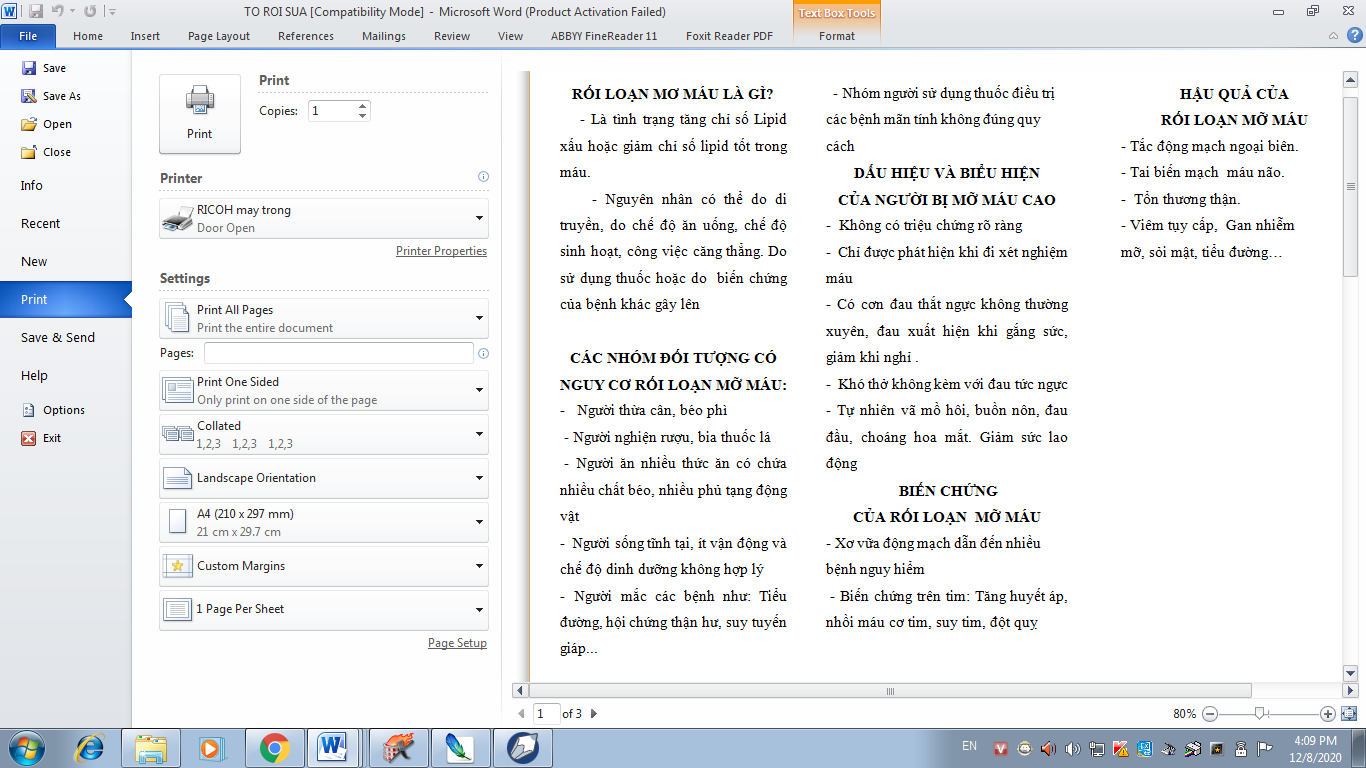 TO ROI SUA [Compatibility Mode] - Microsoft Word (Product Activation Failed)
Text Box Tools
File
Home
Insert
Page Layout
References
Mailings
Review
View
ABBYY FineReader 11
Foxit Reader PDF
Format
Save
Save As
Open
Close
Info
Recent
New
Print
Save & Send
Help
Options
Exit
Print
Print
Copies: 1
Printer
RICOH may trong
Door Open
Printer Properties
Settings
Print All Pages
Print the entire document
Pages:
Print One Sided
Only print on one side of the page
Collated
1,2,3 1,2,3 1,2,3
Landscape Orientation
A4 (210 x 297 mm)
21 cm x 29.7 cm
Custom Margins
1 Page Per Sheet
Page Setup
RỐI LOẠN MƠ MÁU LÀ GÌ?
- Là tình trạng tăng chỉ số Lipid
xấu hoặc giảm chỉ số lipid tốt trong
máu.
- Nguyên nhân có thể do di
truyền, do chế độ ăn uống, chế độ
sinh hoạt, công việc căng thẳng. Do
sử dụng thuốc hoặc do biến chứng
của bệnh khác gây lên
CÁC NHÓM ĐỐI TƯỢNG CÓ
NGUY CƠ RỐI LOẠN MỠ MÁU:
- Người thừa cân, béo phì
- Người nghiện rượu, bia thuốc lá
- Người ăn nhiều thức ăn có chứa
nhiều chất béo, nhiều phủ tạng động
vật
- Người sống tĩnh tại, ít vận động và
chế độ dinh dưỡng không hợp lý
- Người mắc các bệnh như: Tiểu
đường, hội chứng thận hư, suy tuyến
giáp...
- Nhóm người sử dụng thuốc điều trị
các bệnh mãn tính không đúng quy
cách
DẤU HIỆU VÀ BIỂU HIỆN
CỦA NGƯỜI BỊ MỠ MÁU CAO
- Không có triệu chứng rõ ràng
- Chỉ được phát hiện khi đi xét nghiệm
máu
- Có cơn đau thắt ngực không thường
xuyên, đau xuất hiện khi gắng sức,
giảm khi nghỉ .
- Khó thở không kèm với đau tức ngực
- Tự nhiên vã mồ hôi, buồn nôn, đau
đầu, choáng hoa mắt. Giảm sức lao
động
BIẾN CHỨNG
CỦA RỐI LOẠN MỠ MÁU
- Xơ vữa động mạch dẫn đến nhiều
bệnh nguy hiểm
- Biến chứng trên tim: Tăng huyết áp,
nhồi máu cơ tim, suy tim, đột quỵ
HẬU QUẢ CỦA
RỐI LOẠN MỠ MÁU
- Tắc động mạch ngoại biên.
- Tai biến mạch máu não.
- Tổn thương thận.
- Viêm tụy cấp, Gan nhiễm
mỡ, sỏi mật, tiểu đường…
1 of 3
80%
EN
4:09 PM
12/8/2020